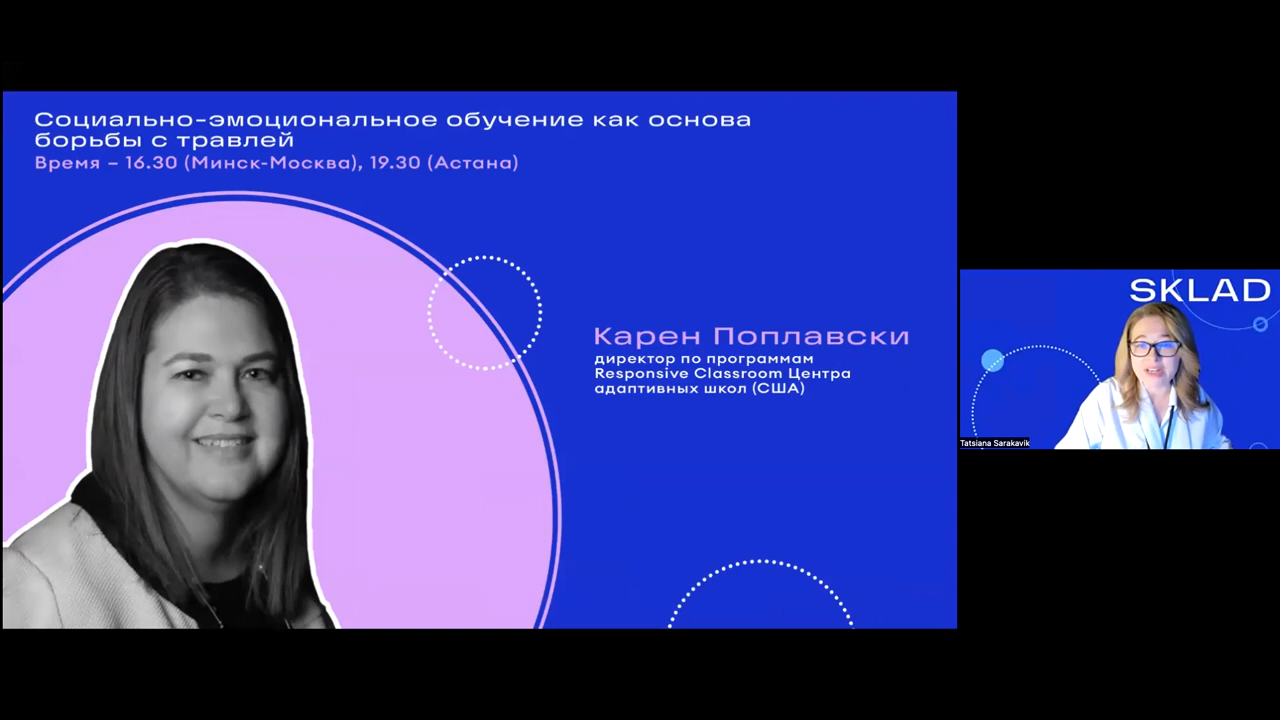 Социально-эмоциональное обучение как основа
борьбы с травлей
Время – 16.30 (Минск-Москва), 19.30 (Астана)
Карен Поплавски
директор по программам
Responsive Classroom Центра
адаптивных школ (США)
SKLAD
Tatsiana Sarakavik